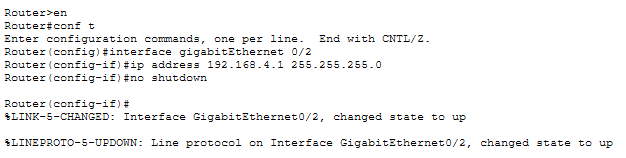 Router>en
Router#conf t
Enter configuration commands, one per line.  End with CNTL/Z.
Router(config)#interface gigabitEthernet 0/2
Router(config-if)#ip address 192.168.4.1 255.255.255.0
Router(config-if)#no shutdown
Router(config-if)#
%LINK-5-CHANGED: Interface GigabitEthernet0/2, changed state to up
%LINEPROTO-5-UPDOWN: Line protocol on Interface GigabitEthernet0/2, changed state to up